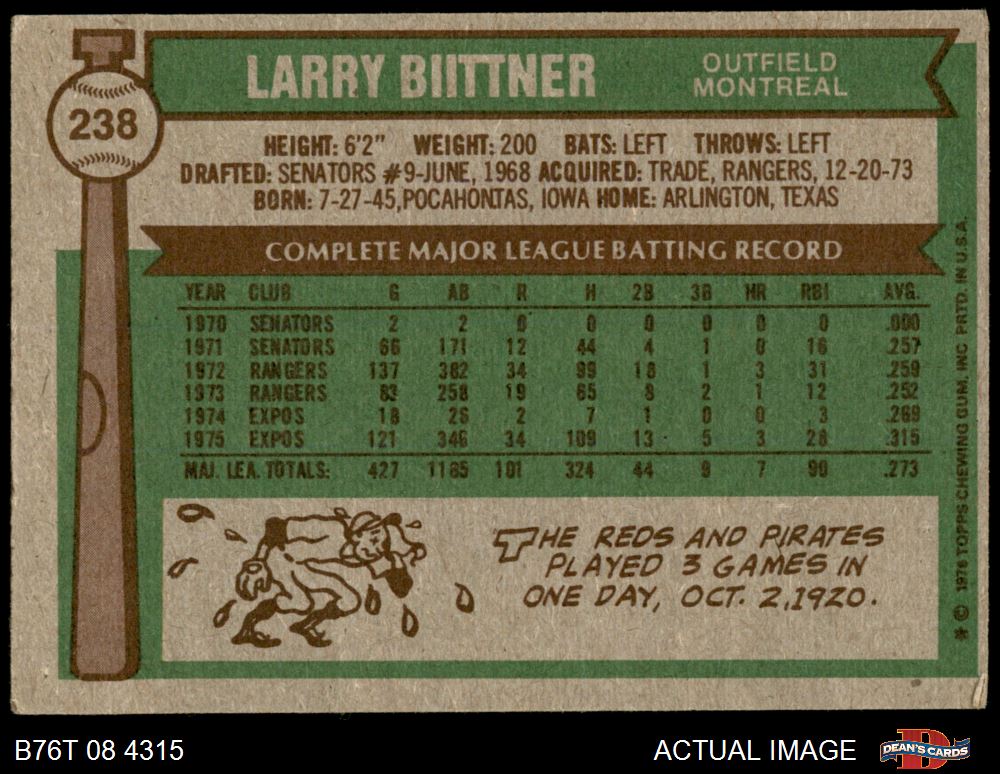 LARRY BIITTNER
OUTFIELD
MONTREAL
238
HEIGHT: 6'2" WEIGHT: 200 BATS: LEFT THROWS: LEFT
DRAFTED: SENATORS #9-JUNE, 1968 ACQUIRED: TRADE, RANGERS, 12-20-73
BORN: 7-27-45, POCAHONTAS, IOWA HOME: ARLINGTON, TEXAS
COMPLETE MAJOR LEAGUE BATTING RECORD
YEAR CLUB G AB R H 2B 3B HR RBI AVG.
1970 SENATORS 2 2 0 0 0 0 0 0 .000
1971 SENATORS 66 171 12 44 4 1 0 16 .257
1972 RANGERS 137 382 34 99 18 1 3 31 .259
1973 RANGERS 83 258 19 65 8 2 1 12 .252
1974 EXPOS 18 26 2 7 1 0 0 3 .269
1975 EXPOS 121 346 34 109 13 5 3 28 .315
MAJ. LEA. TOTALS: 427 1185 101 324 44 9 7 90 .273
THE REDS AND PIRATES
PLAYED 3 GAMES IN
ONE DAY, OCT. 2, 1920.
* © 1976 TOPPS CHEWING GUM, INC. PRTD. IN U.S.A.
B76T 08 4315
ACTUAL IMAGE
DEAN'S CARDS